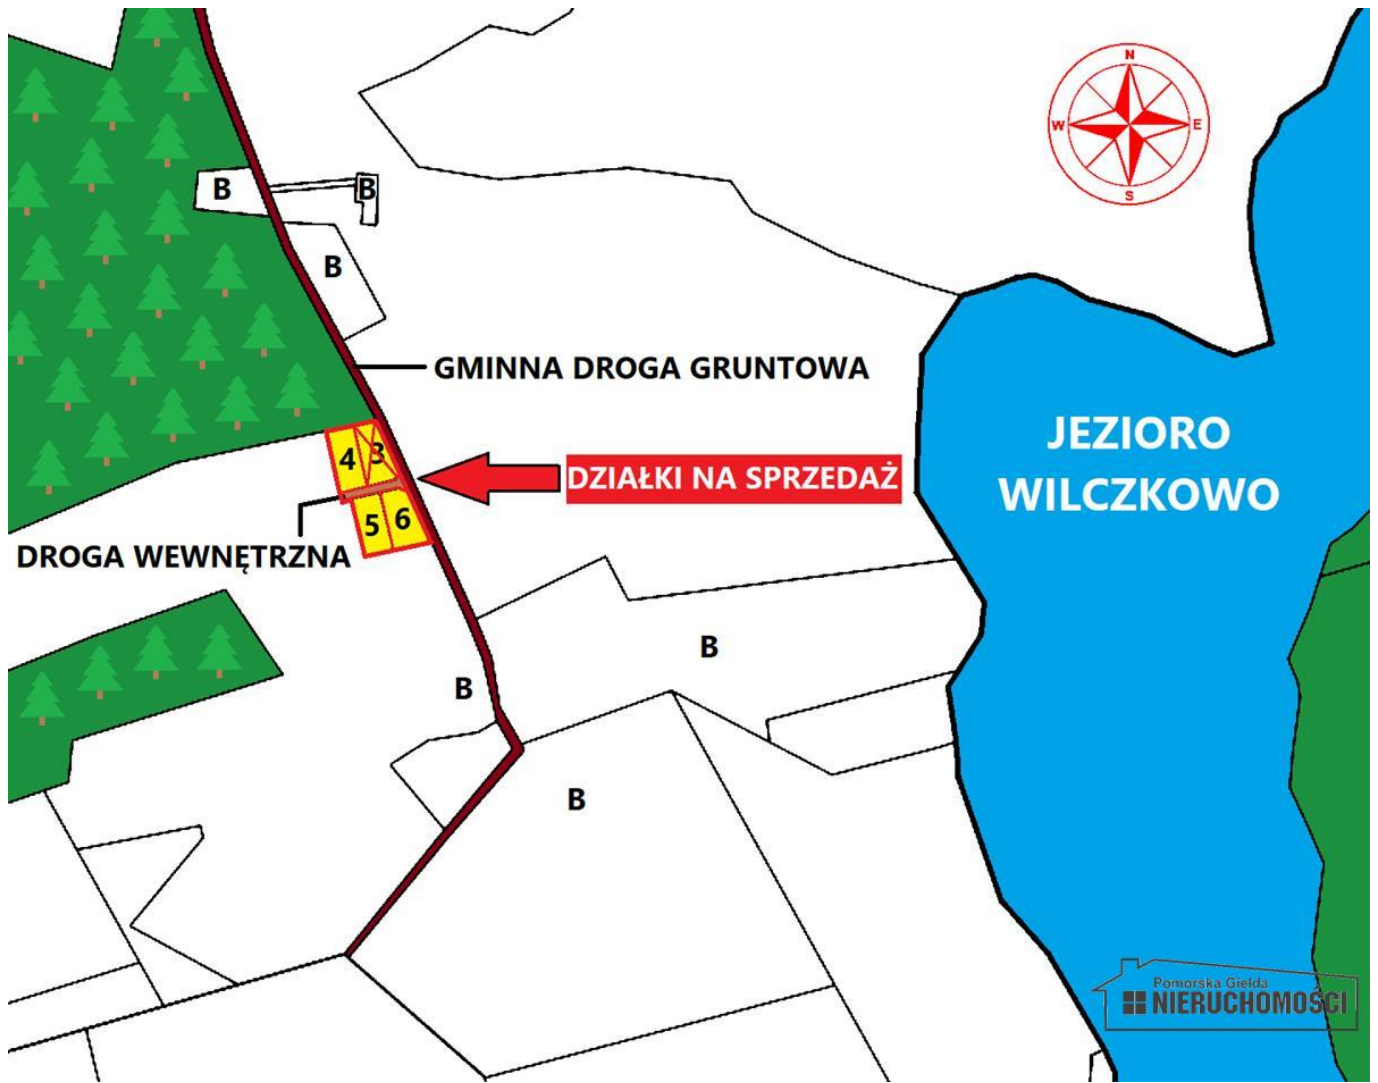 N
W
E
S
B
B
B
GMINNA DROGA GRUNTOWA
JEZIORO
WILCZKOWO
4
3
DZIAŁKI NA SPRZEDAŻ
5
6
DROGA WEWNĘTRZNA
B
B
B
Pomorska Giełda
NIERUCHOMOŚCI